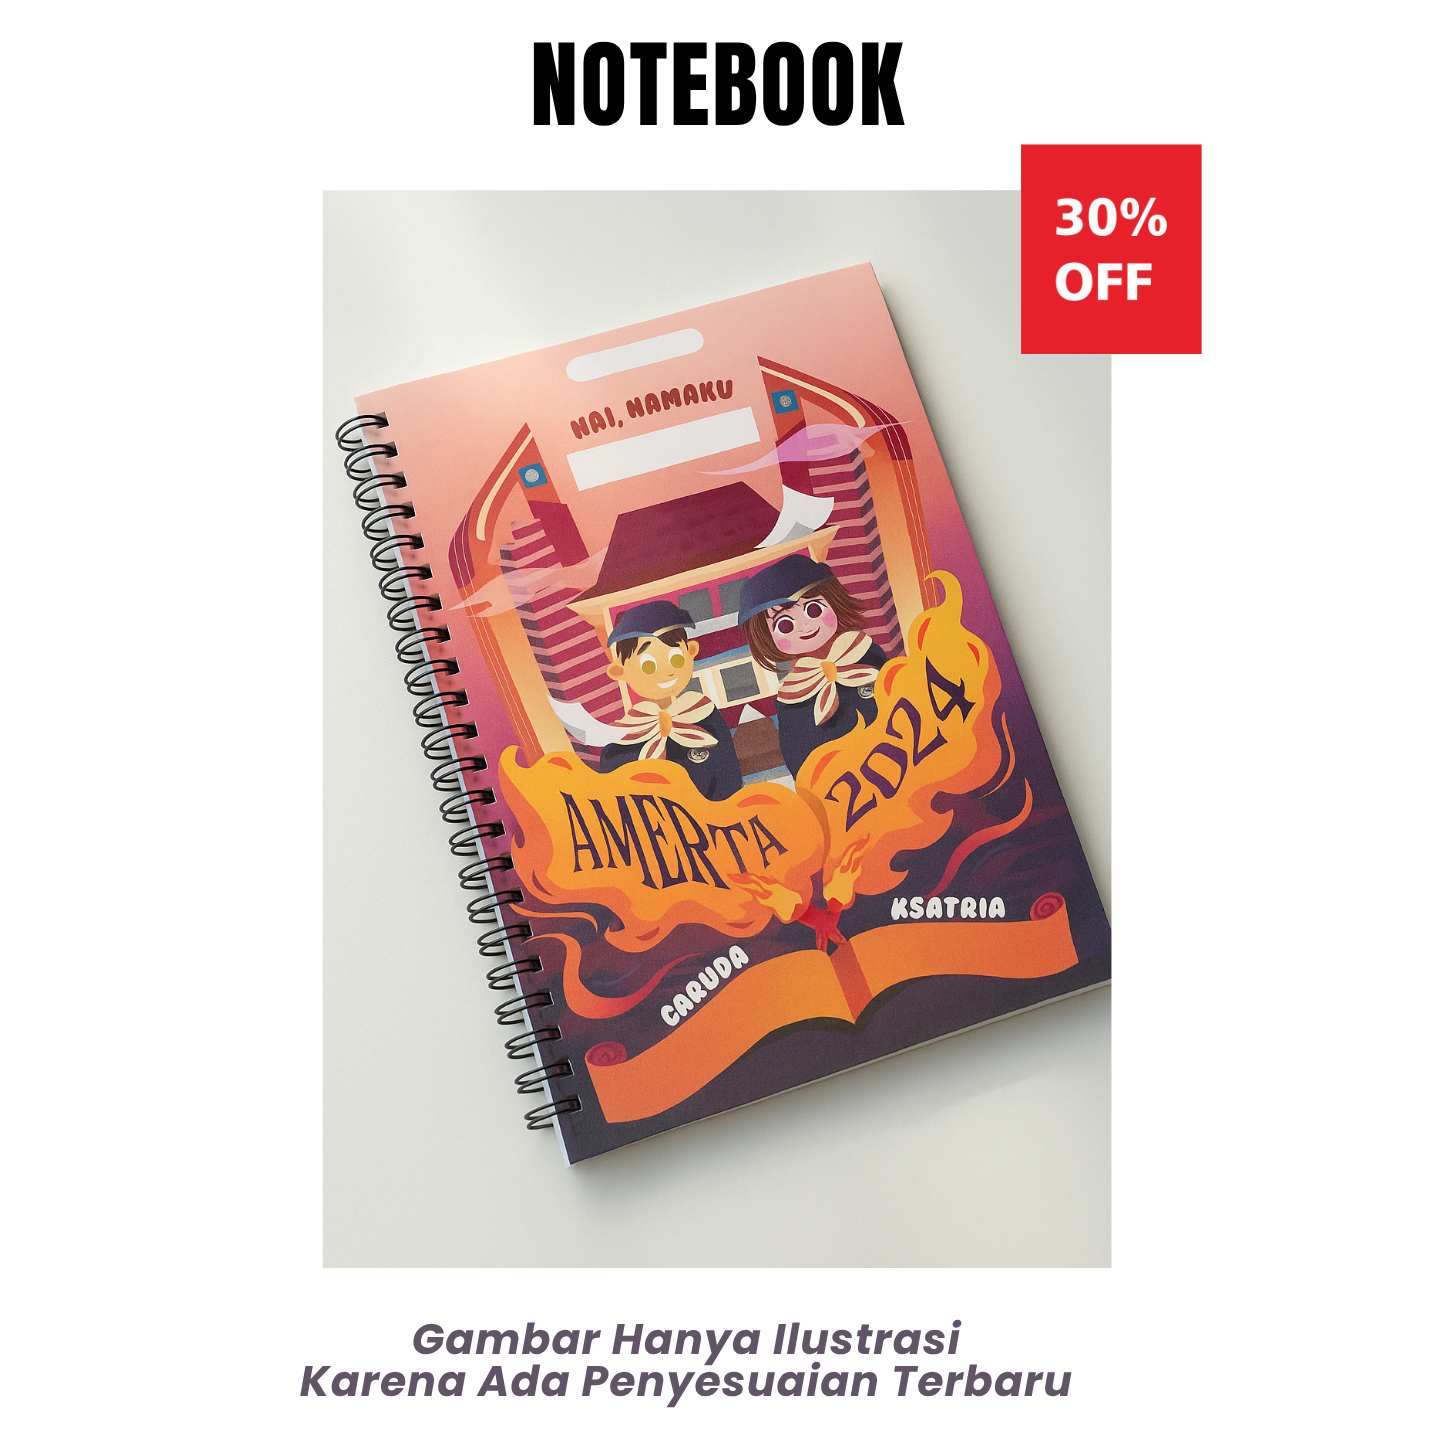 NOTEBOOK
30%
OFF
HAI, NAMAKU
AMERTA
2024
KSATRIA
GARUDA
Gambar Hanya Ilustrasi
Karena Ada Penyesuaian Terbaru